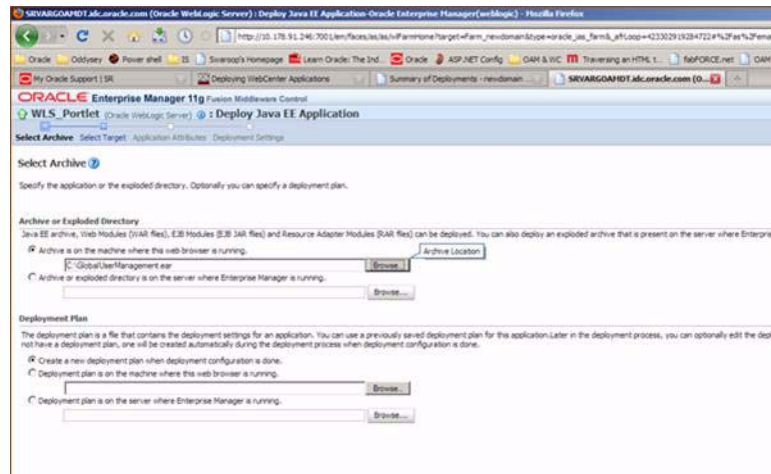 SRVARGOAMDT.idc.oracle.com (Oracle WebLogic Server) : Deploy Java EE Application-Oracle Enterprise Manager(weblogic) - Mozilla Firefox
Oracle Oddysey Power shell IS Swaroop's Homepage Learn Oracle: The Ind... Oracle ASP.NET Config OAM & WC Traversing an HTML t... fabFORCE.net OAM
My Oracle Support | SR Deploying WebCenter Applications Summary of Deployments - newdomain ... SRVARGOAMDT.idc.oracle.com (O...
ORACLE Enterprise Manager 11g Fusion Middleware Control
WLS_Portlet (Oracle WebLogic Server) : Deploy Java EE Application
Select Archive Select Target Application Attributes Deployment Settings
Select Archive
Specify the application or the exploded directory. Optionally you can specify a deployment plan.
Archive or Exploded Directory
Java EE archive, Web Modules (WAR files), EJB Modules (EJB JAR files) and Resource Adapter Modules (RAR files) can be deployed. You can also deploy an exploded archive that is present on the server where Enterpris
Archive is on the machine where this web browser is running.
C:\GlobalUserManagement.ear Browse... Archive Location
Archive or exploded directory is on the server where Enterprise Manager is running.
Browse...
Deployment Plan
The deployment plan is a file that contains the deployment settings for an application. You can use a previously saved deployment plan for this application.Later in the deployment process, you can optionally edit the depl
not have a deployment plan, one will be created automatically during the deployment process when deployment configuration is done.
Create a new deployment plan when deployment configuration is done.
Deployment plan is on the machine where this web browser is running.
Browse...
Deployment plan is on the server where Enterprise Manager is running.
Browse...